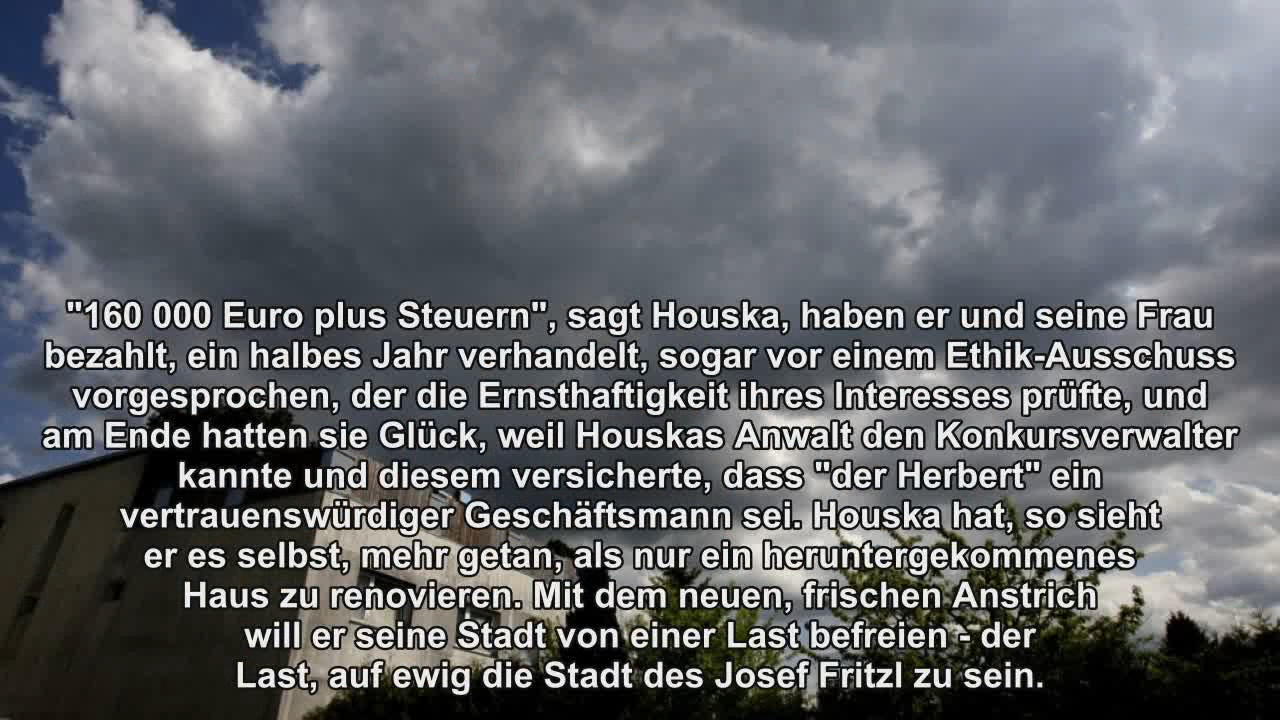 "160 000 Euro plus Steuern", sagt Houska, haben er und seine Frau
bezahlt, ein halbes Jahr verhandelt, sogar vor einem Ethik-Ausschuss
vorgesprochen, der die Ernsthaftigkeit ihres Interesses prüfte, und
am Ende hatten sie Glück, weil Houskas Anwalt den Konkursverwalter
kannte und diesem versicherte, dass "der Herbert" ein
vertrauenswürdiger Geschäftsmann sei. Houska hat, so sieht
er es selbst, mehr getan, als nur ein heruntergekommenes
Haus zu renovieren. Mit dem neuen, frischen Anstrich
will er seine Stadt von einer Last befreien - der
Last, auf ewig die Stadt des Josef Fritzl zu sein.